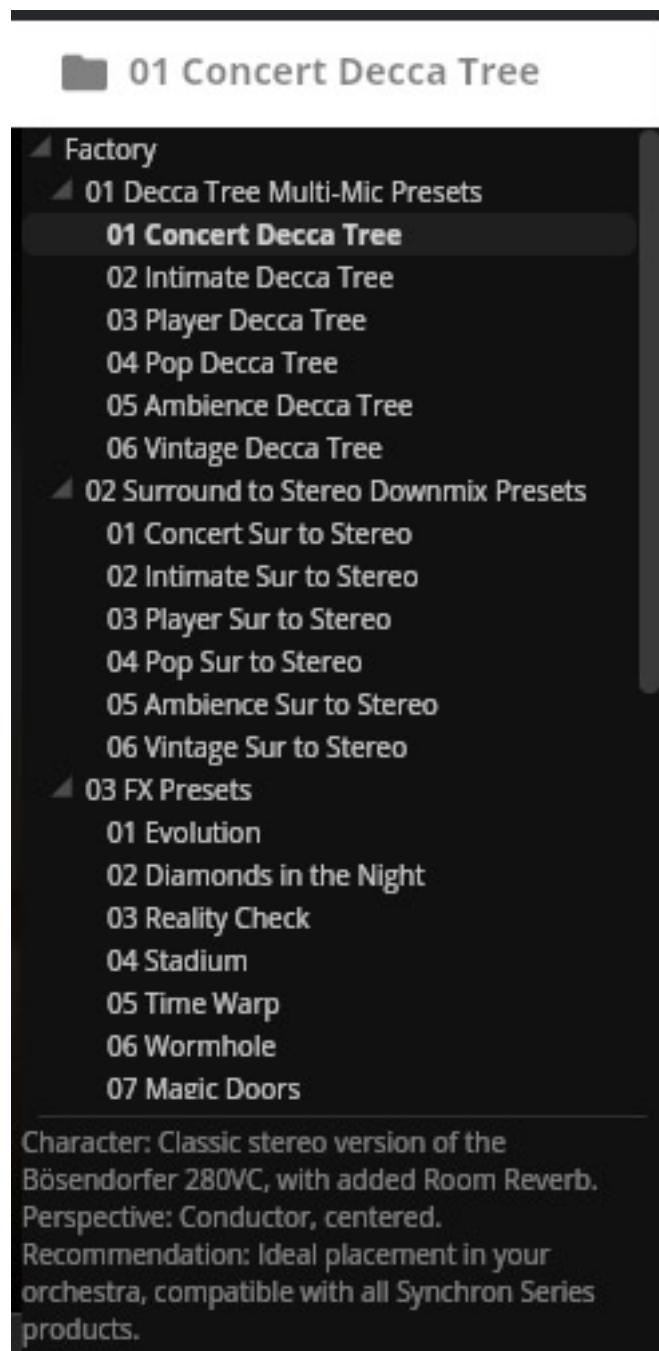 01 Concert Decca Tree
Factory
01 Decca Tree Multi-Mic Presets
01 Concert Decca Tree
02 Intimate Decca Tree
03 Player Decca Tree
04 Pop Decca Tree
05 Ambience Decca Tree
06 Vintage Decca Tree
02 Surround to Stereo Downmix Presets
01 Concert Sur to Stereo
02 Intimate Sur to Stereo
03 Player Sur to Stereo
04 Pop Sur to Stereo
05 Ambience Sur to Stereo
06 Vintage Sur to Stereo
03 FX Presets
01 Evolution
02 Diamonds in the Night
03 Reality Check
04 Stadium
05 Time Warp
06 Wormhole
07 Magic Doors
Character: Classic stereo version of the
Bösendorfer 280VC, with added Room Reverb.
Perspective: Conductor, centered.
Recommendation: Ideal placement in your
orchestra, compatible with all Synchron Series
products.